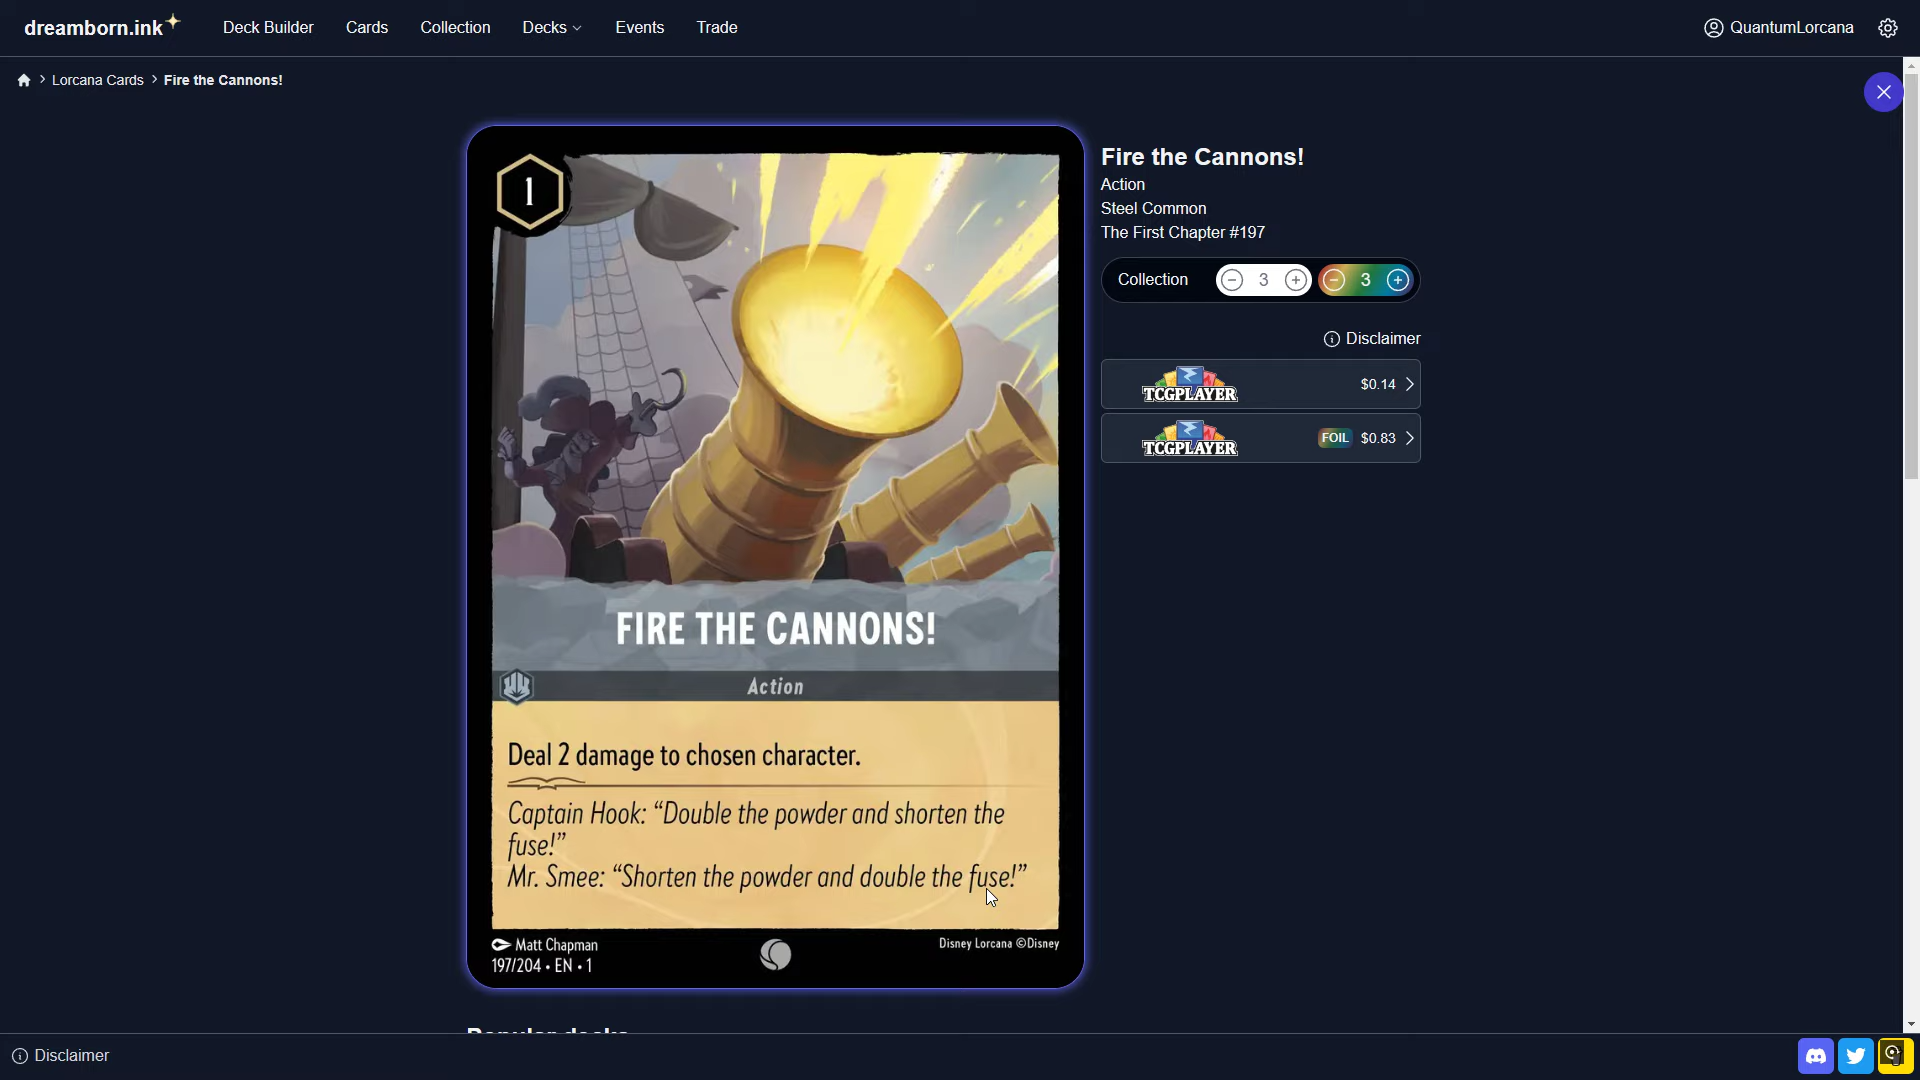 dreamborn.ink
Deck Builder
Cards
Collection
Decks
Events
Trade
QuantumLorcana
Lorcana Cards
Fire the Cannons!
1
FIRE THE CANNONS!
Action
Deal 2 damage to chosen character.
Captain Hook: “Double the powder and shorten the
fuse!”
Mr. Smee: “Shorten the powder and double the fuse!”
Matt Chapman
Disney Lorcana ©Disney
197/204 • EN • 1
Fire the Cannons!
Action
Steel Common
The First Chapter #197
Collection
3
3
Disclaimer
TCGPLAYER
$0.14
TCGPLAYER
FOIL
$0.83
Popular decks
Disclaimer